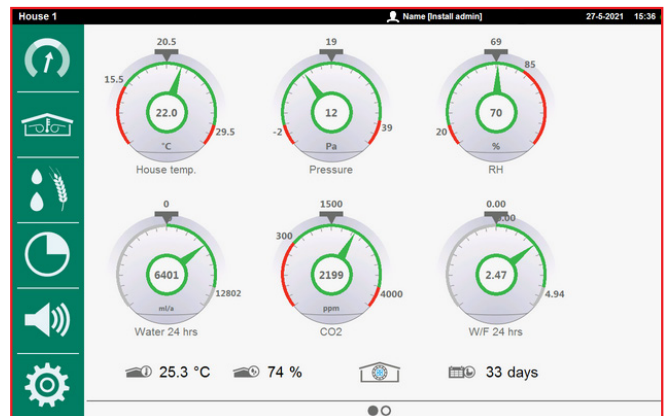 House 1 Name [Install admin] 27-5-2021 15:36
20.5 19 69
15.5 85
22.0 12 70
29.5 -2 39 20
°C Pa %
House temp. Pressure RH
0 1500 0.00
300
6401 2199 2.47
12802 4000 4.94
ml/a ppm
Water 24 hrs CO2 W/F 24 hrs
25.3 °C 74 % 33 days